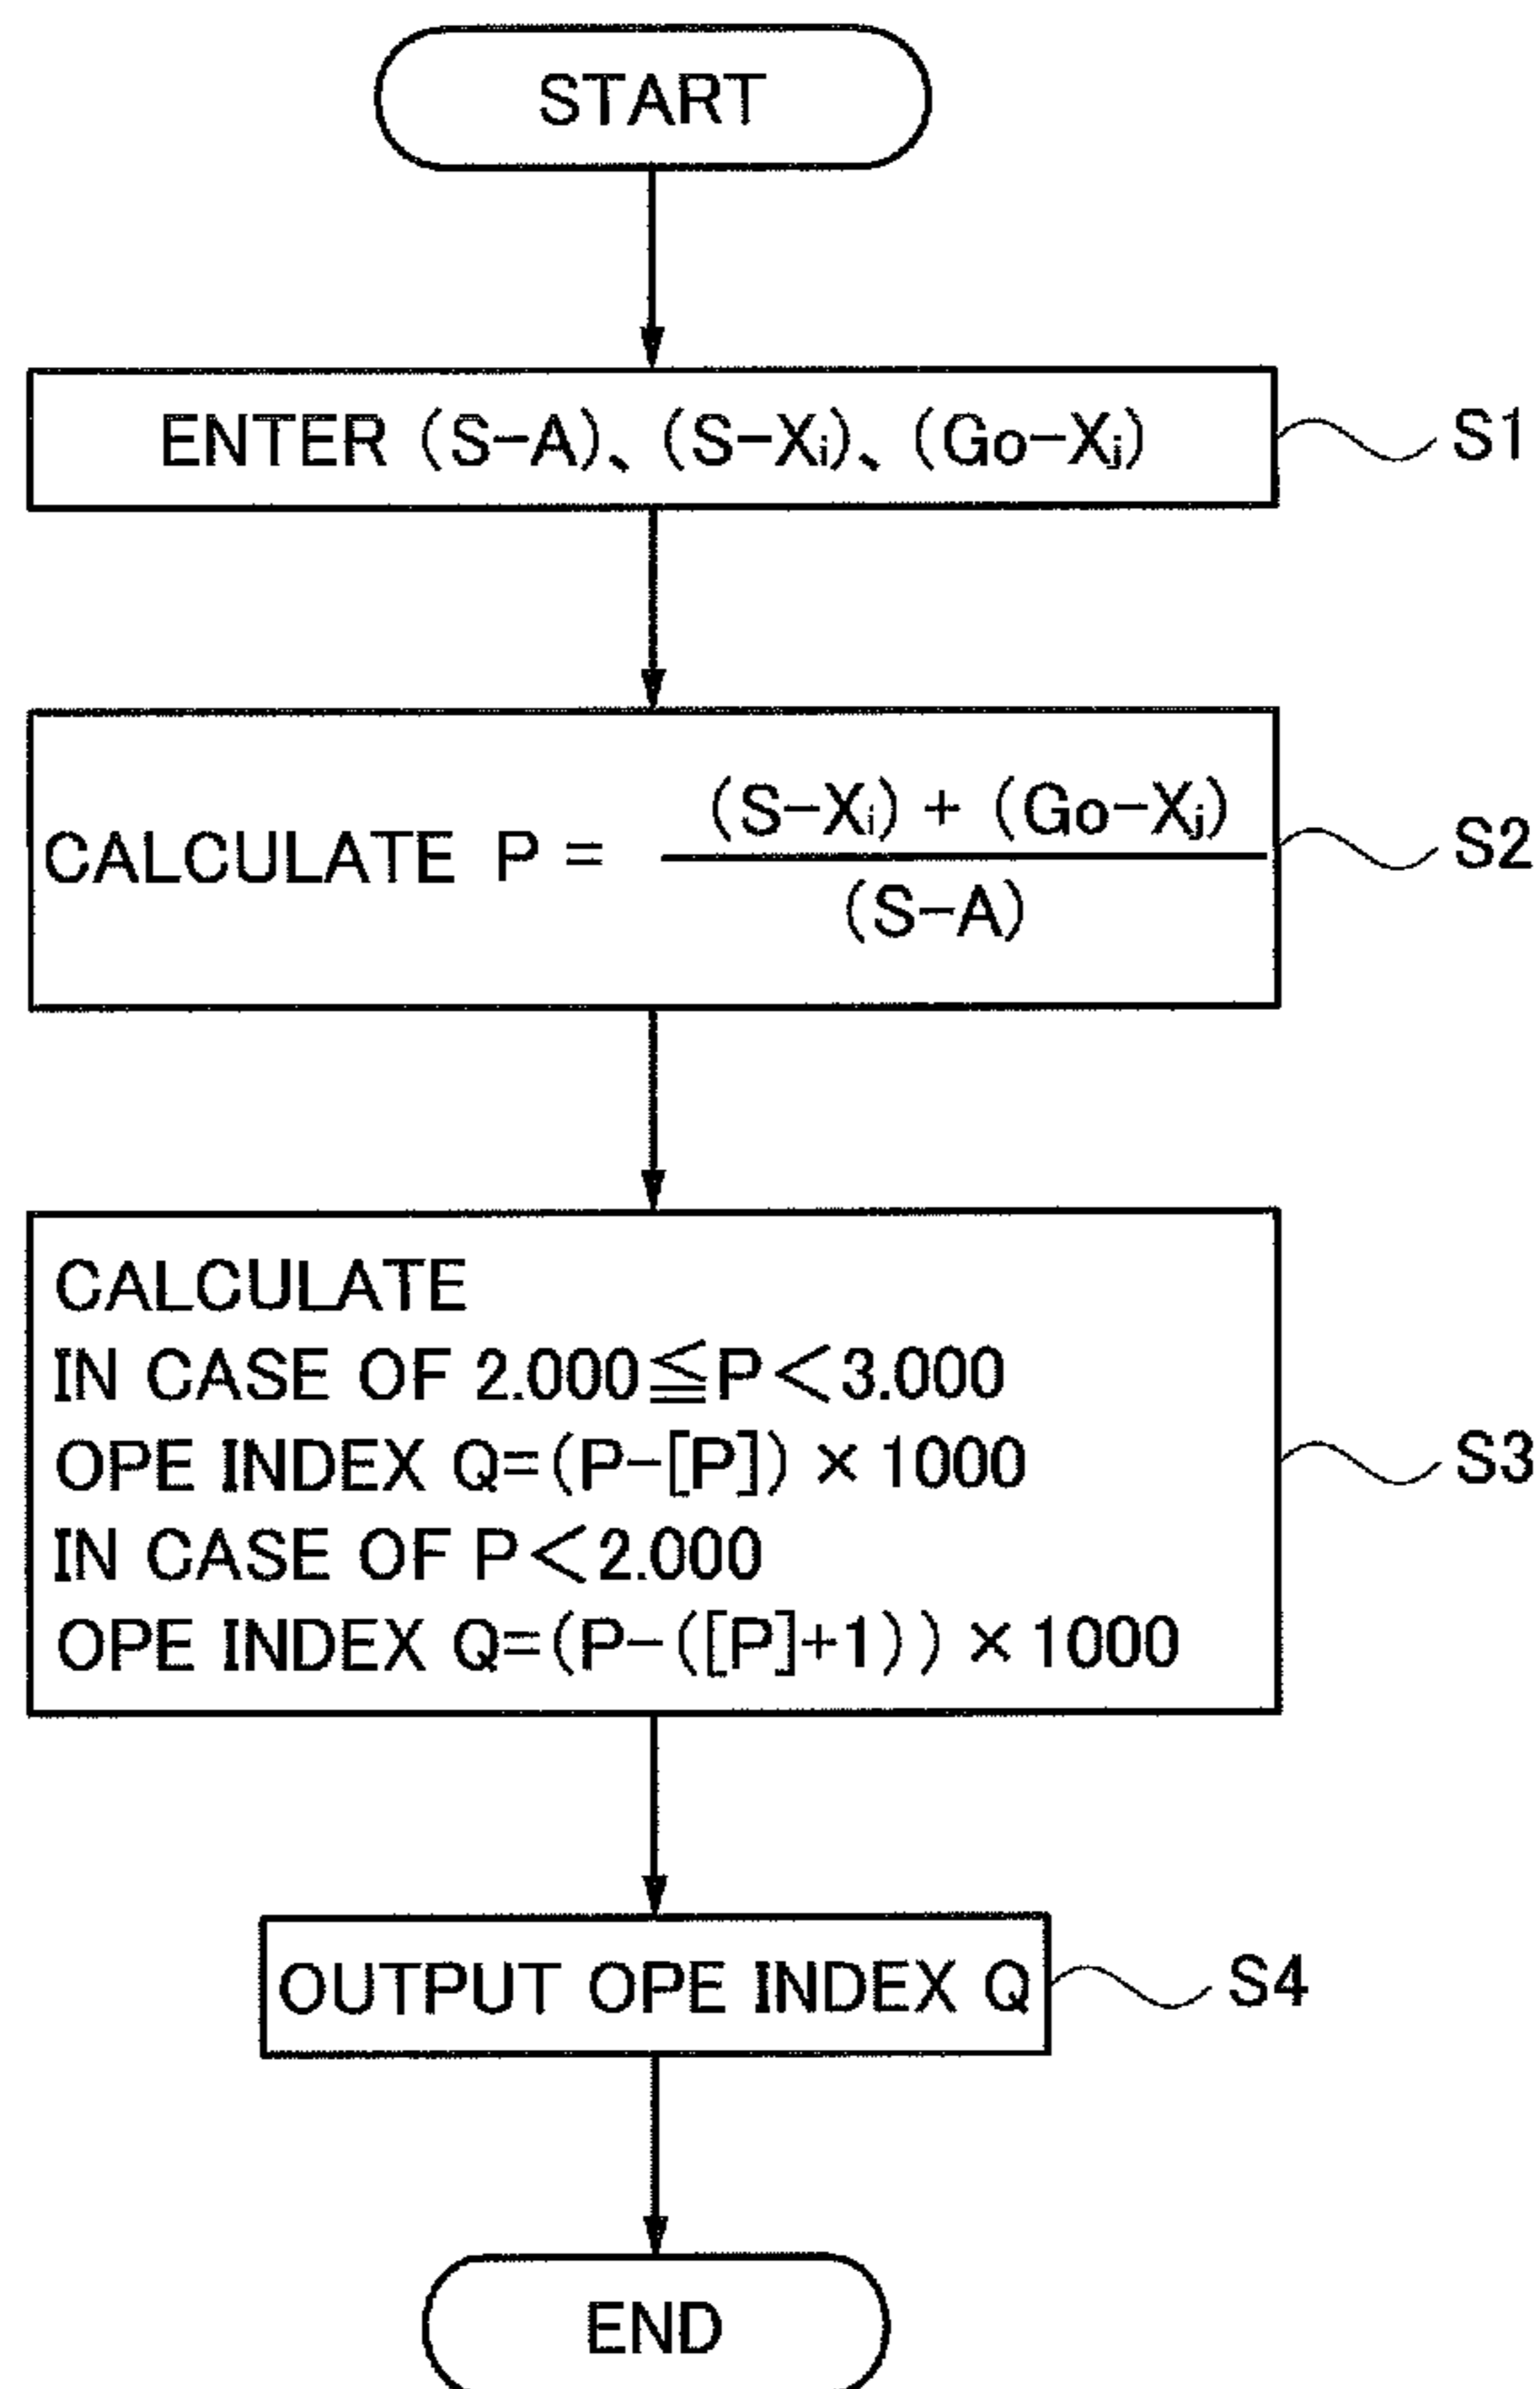 START
ENTER (S-A)、(S-Xi)、(Go-Xj)
S1
(S-Xi) + (Go-Xj)
CALCULATE P =
(S-A)
S2
CALCULATE
IN CASE OF 2.000≦P<3.000
OPE INDEX Q=(P-[P]) × 1000
IN CASE OF P<2.000
OPE INDEX Q=(P-([P]+1)) × 1000
S3
OUTPUT OPE INDEX Q
S4
END